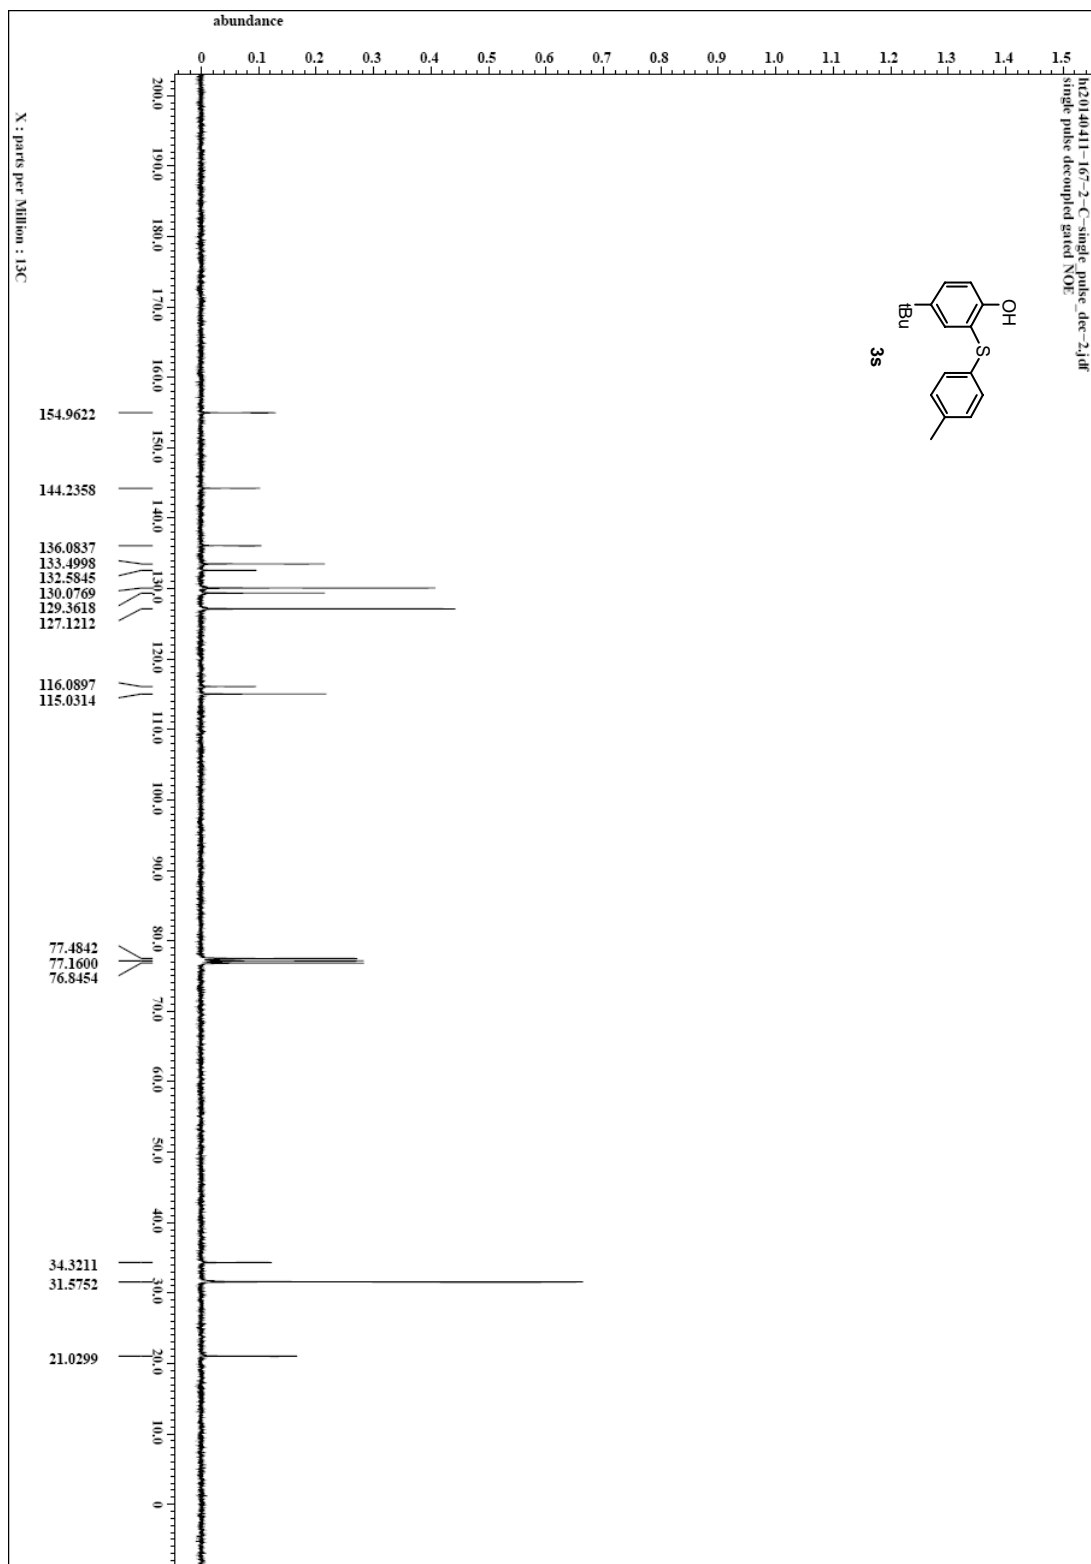 abundance
0 0.1 0.2 0.3 0.4 0.5 0.6 0.7 0.8 0.9 1.0 1.1 1.2 1.3 1.4 1.5
ht20140411-167-2-C-single_pulse_dec-2.jdf
single pulse decoupled gated NOE
OH
S
tBu
3s
200.0 190.0 180.0 170.0 160.0 150.0 140.0 130.0 120.0 110.0 100.0 90.0 80.0 70.0 60.0 50.0 40.0 30.0 20.0 10.0 0
X : parts per Million : 13C
154.9622
144.2358
136.0837
133.4998
132.5845
130.0769
129.3618
127.1212
116.0897
115.0314
77.4842
77.1600
76.8454
34.3211
31.5752
21.0299